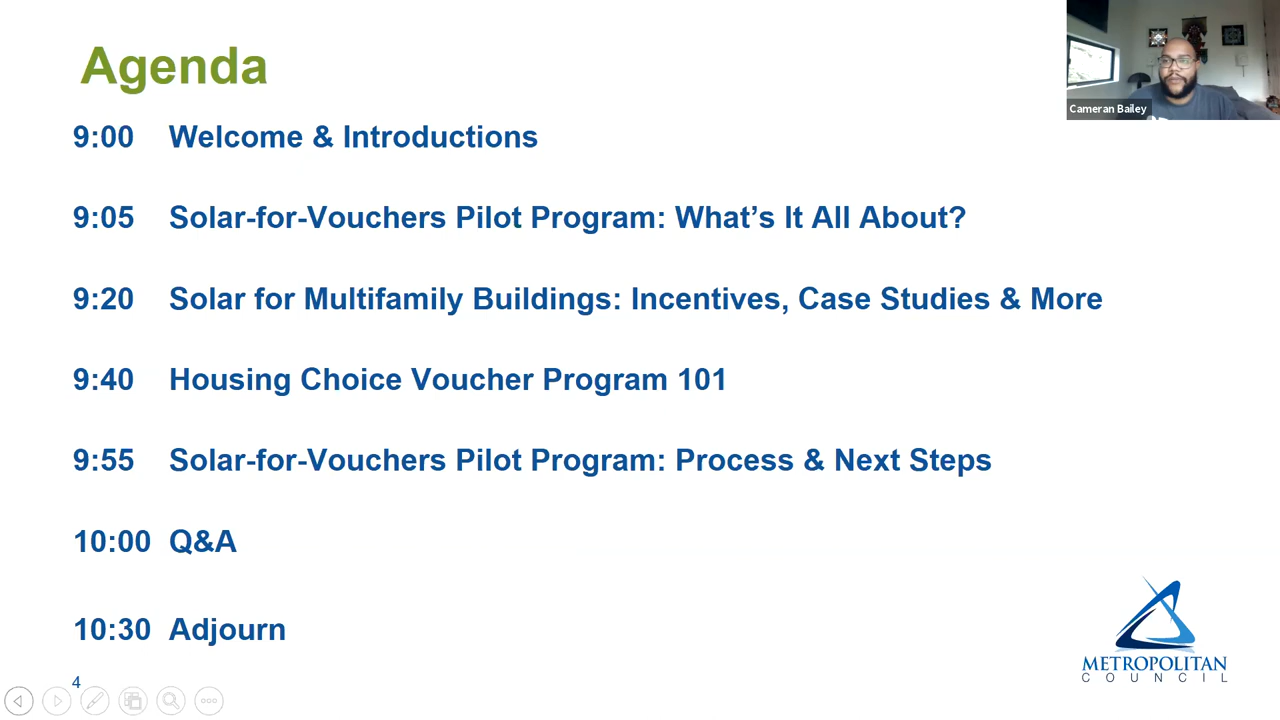 Agenda
Cameran Bailey
9:00 Welcome & Introductions
9:05 Solar-for-Vouchers Pilot Program: What’s It All About?
9:20 Solar for Multifamily Buildings: Incentives, Case Studies & More
9:40 Housing Choice Voucher Program 101
9:55 Solar-for-Vouchers Pilot Program: Process & Next Steps
10:00 Q&A
10:30 Adjourn
METROPOLITAN
COUNCIL
4